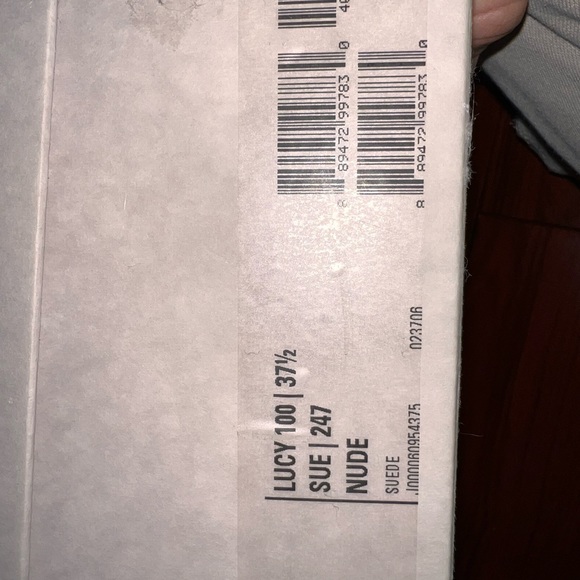 LUCY 100 | 37½
SUE | 247
NUDE
SUEDE
J000060954375
023706
8 89472 99783 0
8 89472 99783 0